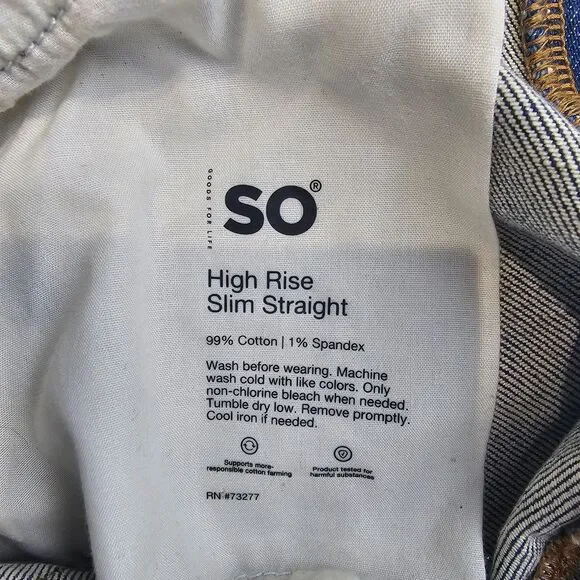 GOODS FOR LIFE
SO®
High Rise
Slim Straight
99% Cotton | 1% Spandex
Wash before wearing. Machine
wash cold with like colors. Only
non-chlorine bleach when needed.
Tumble dry low. Remove promptly.
Cool iron if needed.
Supports more-
responsible cotton farming
Product tested for
harmful substances
RN #73277